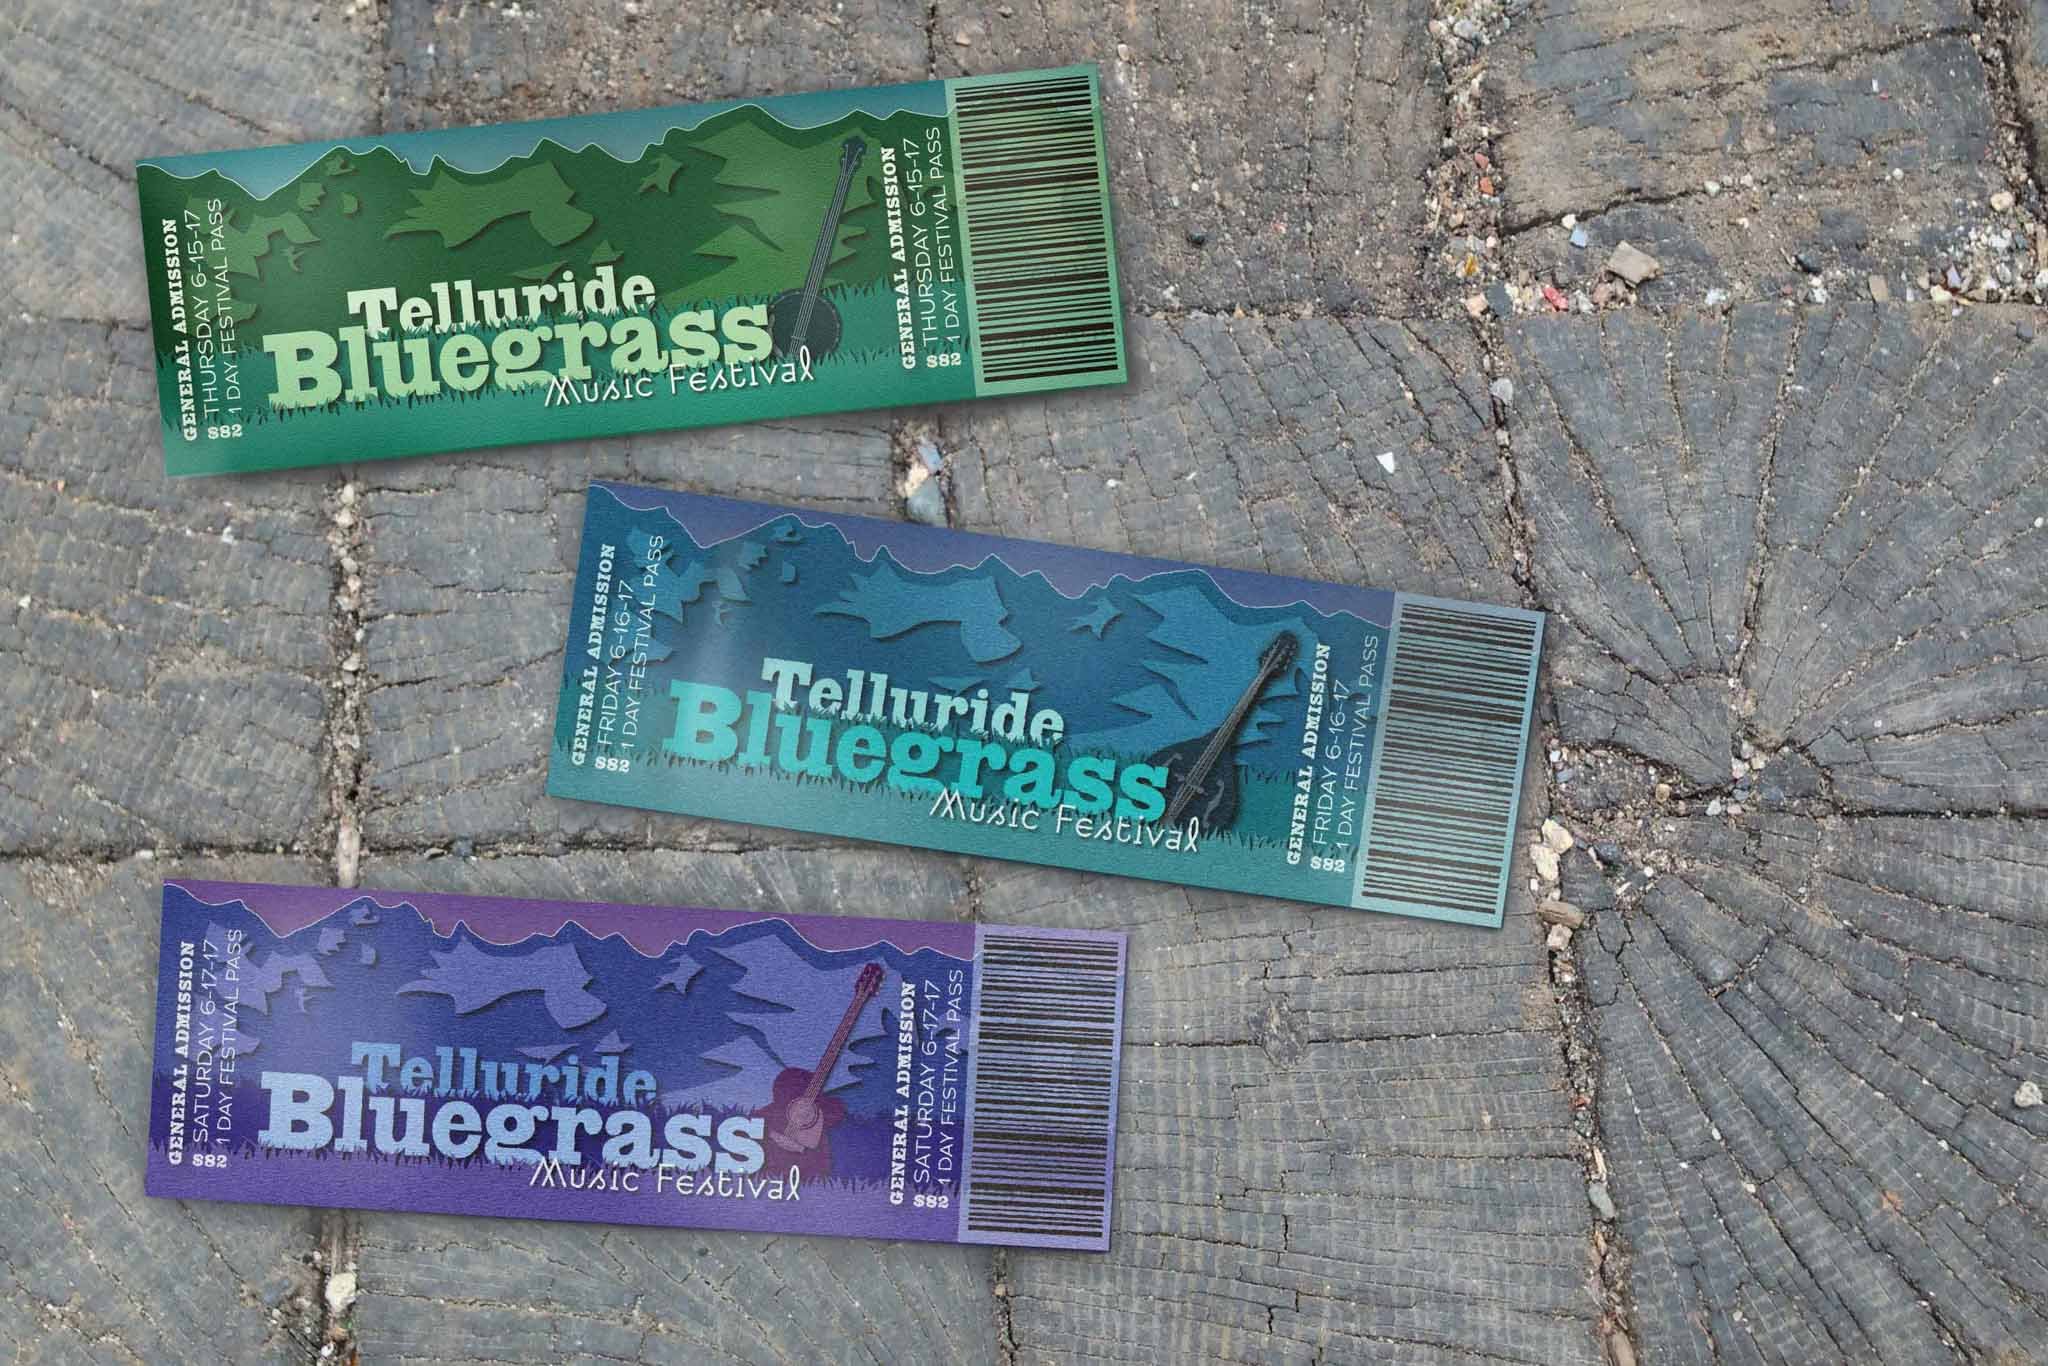 GENERAL ADMISSION
THURSDAY 6-15-17
1 DAY FESTIVAL PASS
$82
Telluride
Bluegrass
Music Festival
GENERAL ADMISSION
THURSDAY 6-15-17
1 DAY FESTIVAL PASS
$82
GENERAL ADMISSION
FRIDAY 6-16-17
1 DAY FESTIVAL PASS
$82
Telluride
Bluegrass
Music Festival
GENERAL ADMISSION
FRIDAY 6-16-17
1 DAY FESTIVAL PASS
$82
GENERAL ADMISSION
SATURDAY 6-17-17
1 DAY FESTIVAL PASS
$82
Telluride
Bluegrass
Music Festival
GENERAL ADMISSION
SATURDAY 6-17-17
1 DAY FESTIVAL PASS
$82